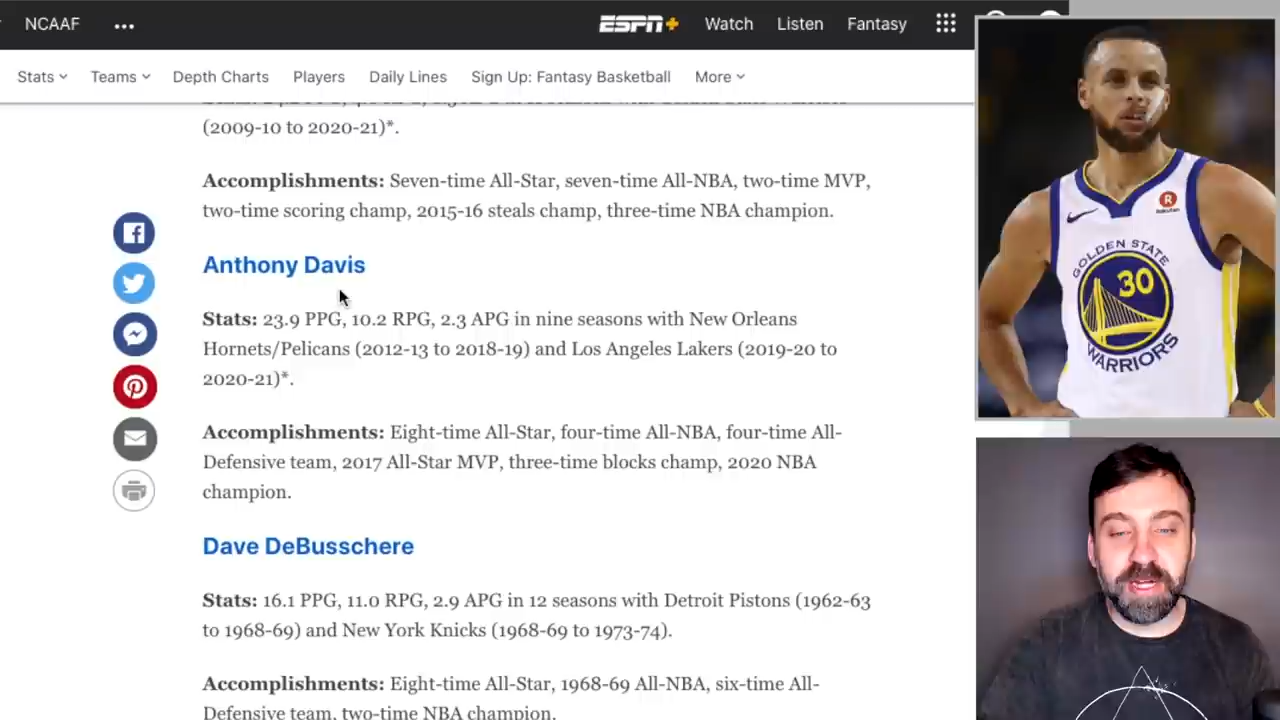 NCAAF
ESPN+
Watch
Listen
Fantasy
Stats
Teams
Depth Charts
Players
Daily Lines
Sign Up: Fantasy Basketball
More
(2009-10 to 2020-21)*.
Accomplishments: Seven-time All-Star, seven-time All-NBA, two-time MVP,
two-time scoring champ, 2015-16 steals champ, three-time NBA champion.
Anthony Davis
Stats: 23.9 PPG, 10.2 RPG, 2.3 APG in nine seasons with New Orleans
Hornets/Pelicans (2012-13 to 2018-19) and Los Angeles Lakers (2019-20 to
2020-21)*.
Accomplishments: Eight-time All-Star, four-time All-NBA, four-time All-
Defensive team, 2017 All-Star MVP, three-time blocks champ, 2020 NBA
champion.
Dave DeBusschere
Stats: 16.1 PPG, 11.0 RPG, 2.9 APG in 12 seasons with Detroit Pistons (1962-63
to 1968-69) and New York Knicks (1968-69 to 1973-74).
Accomplishments: Eight-time All-Star, 1968-69 All-NBA, six-time All-
Defensive team, two-time NBA champion.
R
Rakuten
GOLDEN STATE
30
WARRIORS